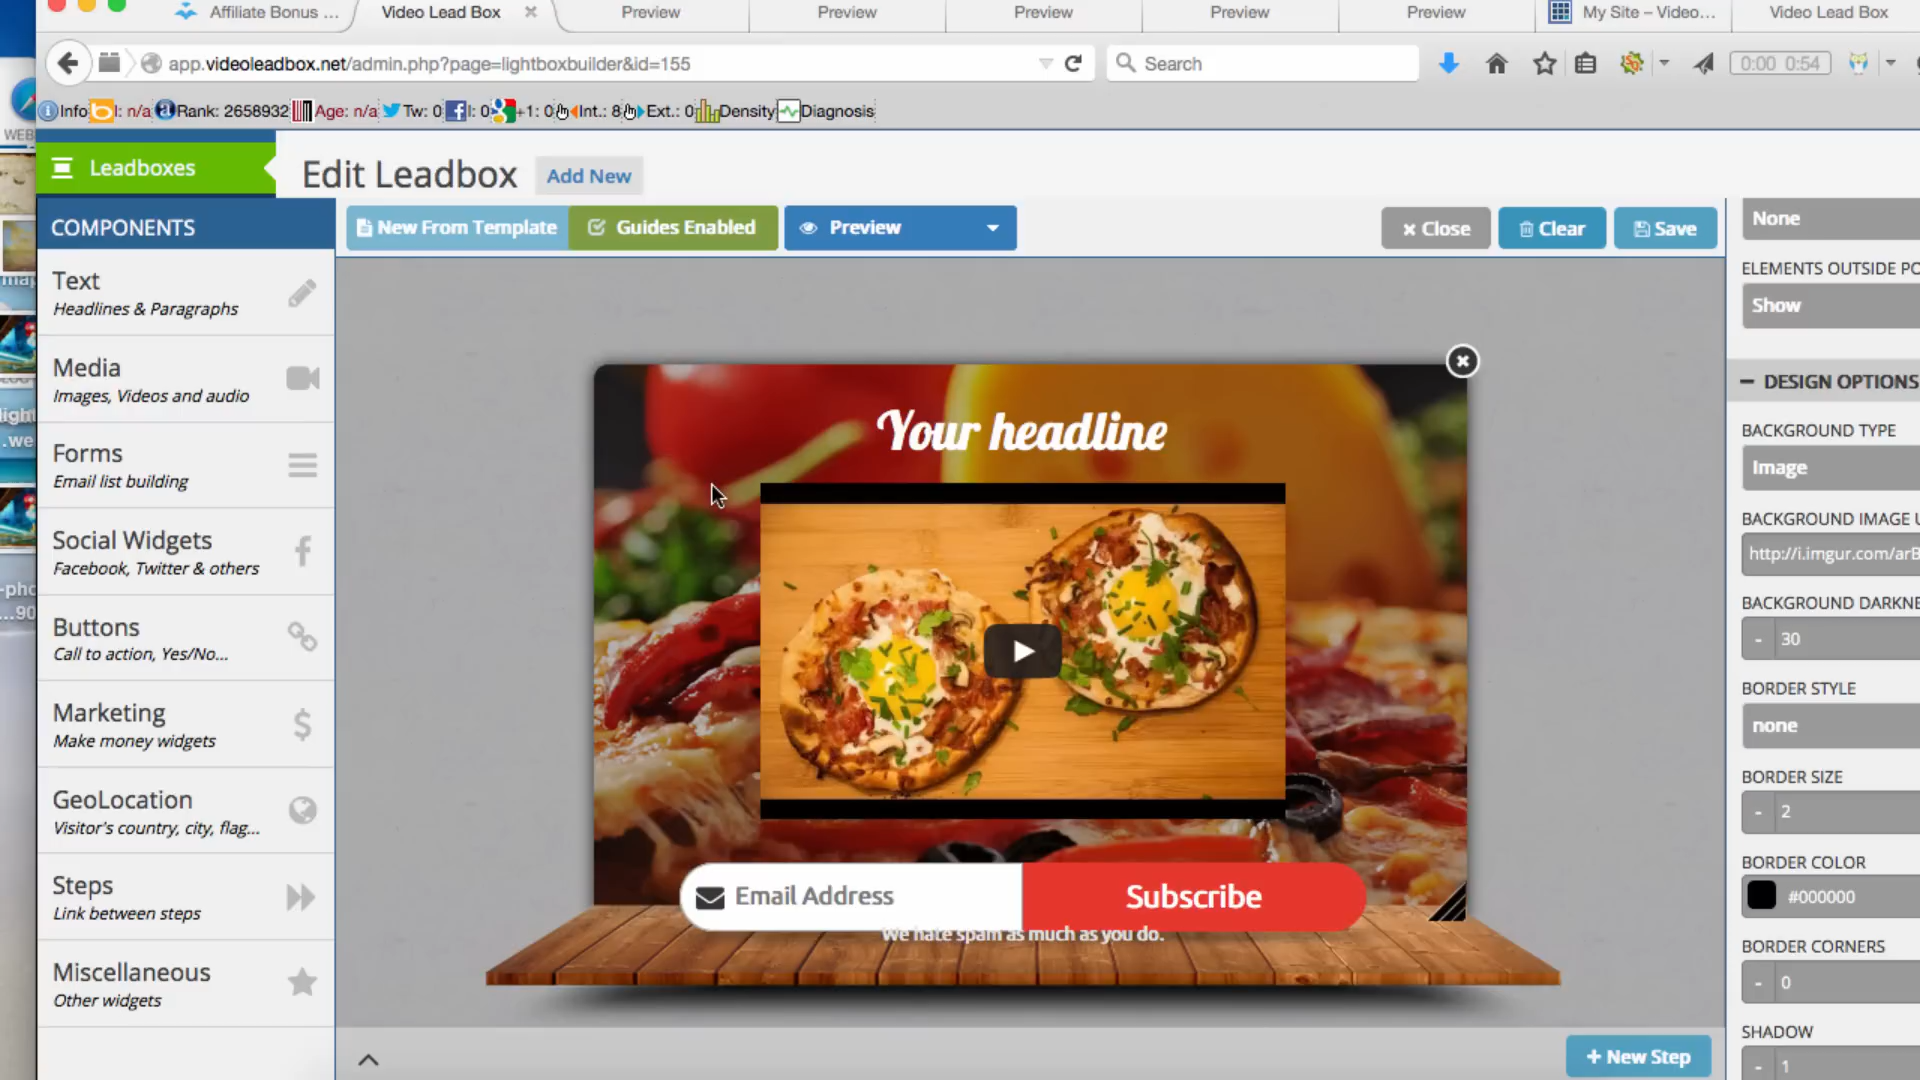 Affiliate Bonus ...
Video Lead Box
Preview
Preview
Preview
Preview
Preview
My Site – Video...
Video Lead Box
app.videoleadbox.net/admin.php?page=lightboxbuilder&id=155
Search
0:00 0:54
Info I: n/a Rank: 2658932 Age: n/a Tw: 0 l: 0 +1: 0 Int.: 8 Ext.: 0 Density Diagnosis
Leadboxes
Edit Leadbox
Add New
COMPONENTS
New From Template
Guides Enabled
Preview
Close
Clear
Save
Text
Headlines & Paragraphs
Media
Images, Videos and audio
Forms
Email list building
Social Widgets
Facebook, Twitter & others
Buttons
Call to action, Yes/No...
Marketing
Make money widgets
GeoLocation
Visitor's country, city, flag...
Steps
Link between steps
Miscellaneous
Other widgets
Your headline
Email Address
Subscribe
We hate spam as much as you do.
+ New Step
None
ELEMENTS OUTSIDE PO
Show
DESIGN OPTIONS
BACKGROUND TYPE
Image
BACKGROUND IMAGE U
http://i.imgur.com/arB
BACKGROUND DARKNE
- 30
BORDER STYLE
none
BORDER SIZE
- 2
BORDER COLOR
#000000
BORDER CORNERS
- 0
SHADOW
- 1